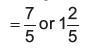 = 7/5 or 1 2/5